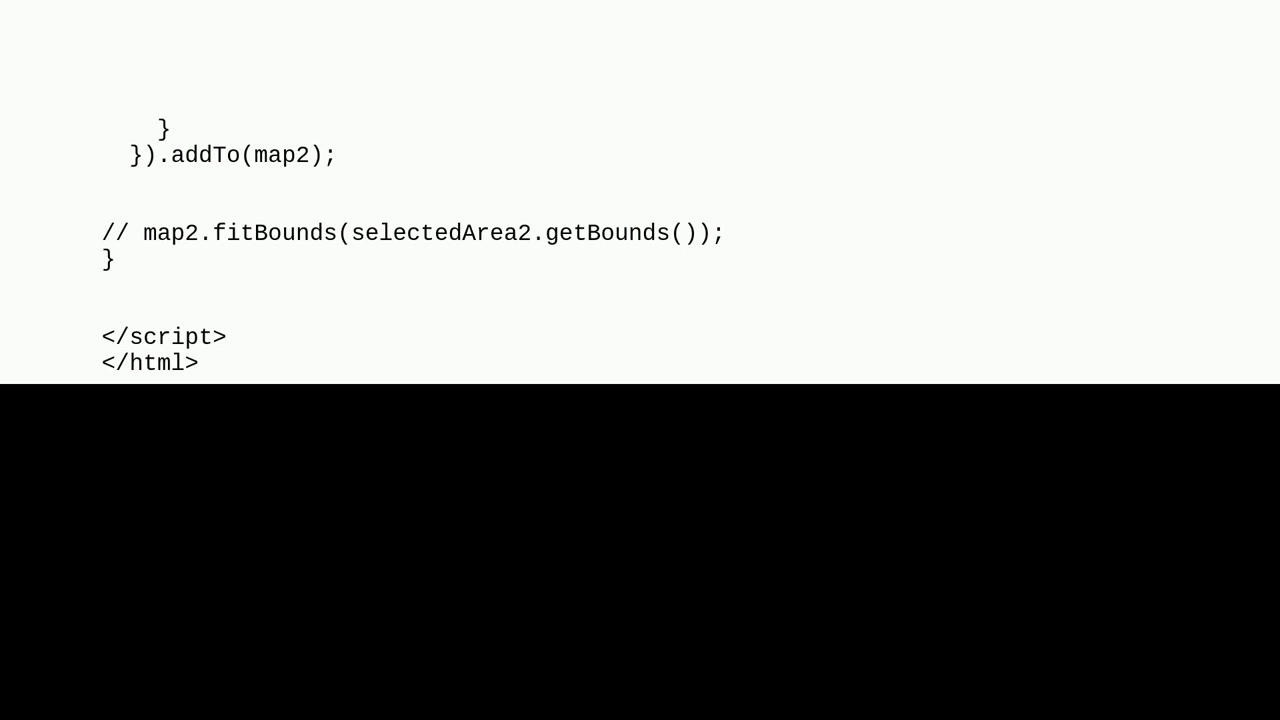 }
  }).addTo(map2);
// map2.fitBounds(selectedArea2.getBounds());
}
</script>
</html>